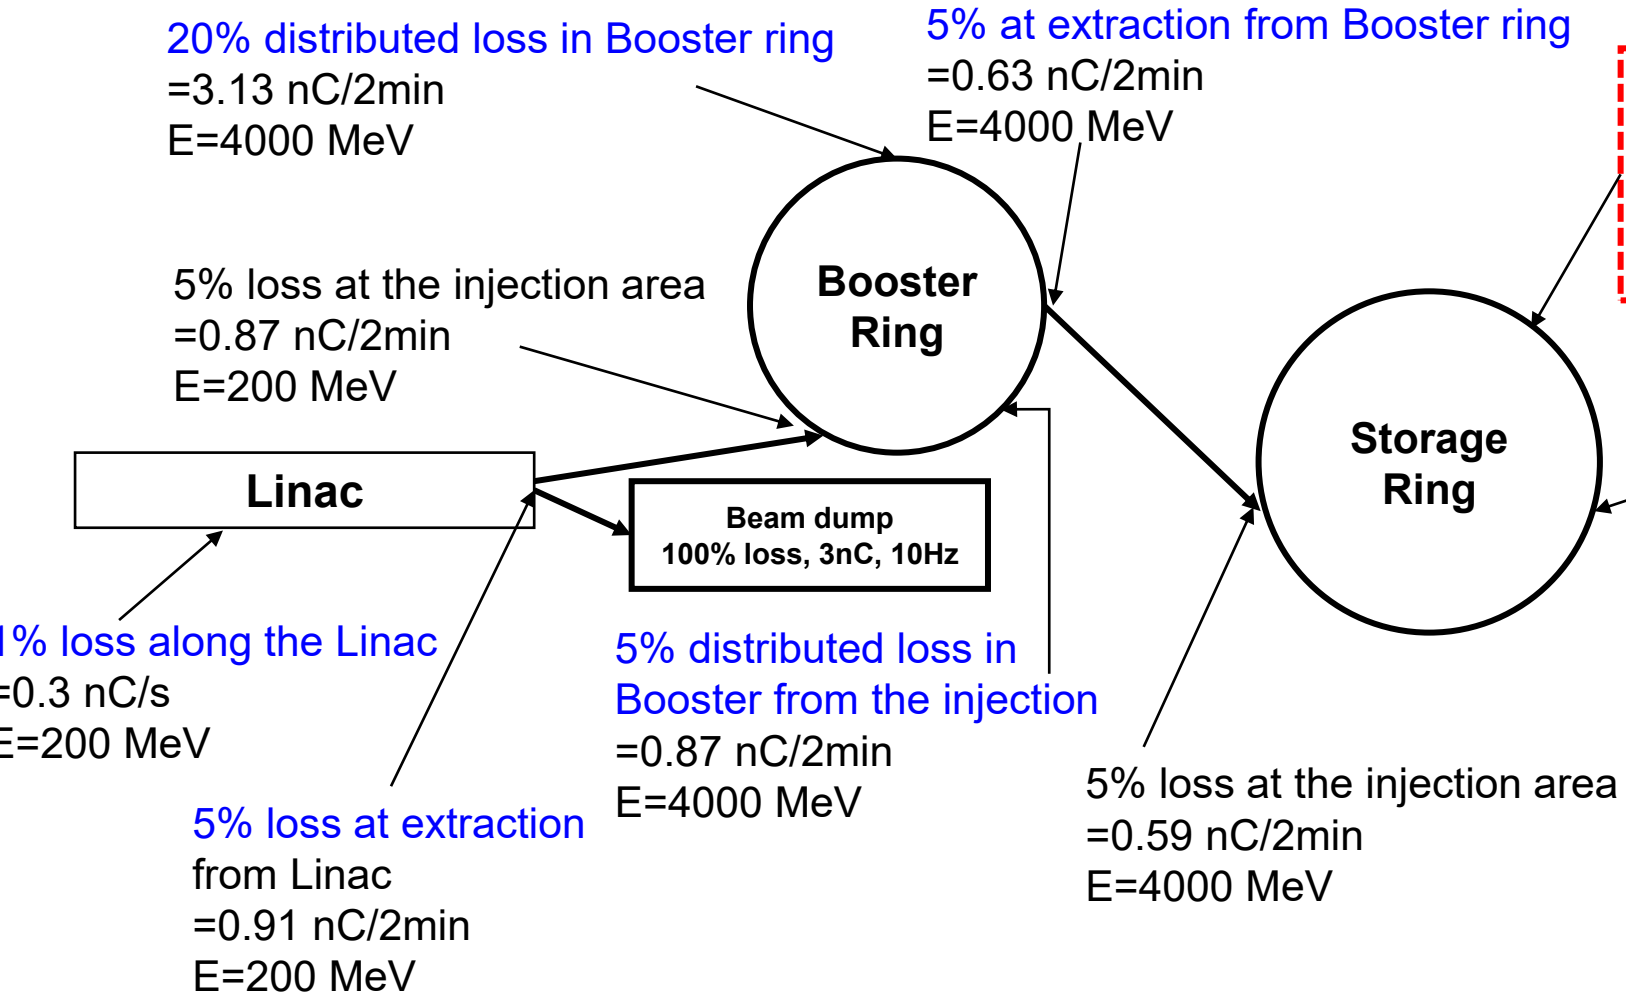 20% distributed loss in Booster ring
=3.13 nC/2min
E=4000 MeV
5% at extraction from Booster ring
=0.63 nC/2min
E=4000 MeV
5% loss at the injection area
=0.87 nC/2min
E=200 MeV
Booster
Ring
Storage
Ring
Linac
Beam dump
100% loss, 3nC, 10Hz
1% loss along the Linac
=0.3 nC/s
E=200 MeV
5% distributed loss in
Booster from the injection
=0.87 nC/2min
E=4000 MeV
5% loss at extraction
from Linac
=0.91 nC/2min
E=200 MeV
5% loss at the injection area
=0.59 nC/2min
E=4000 MeV